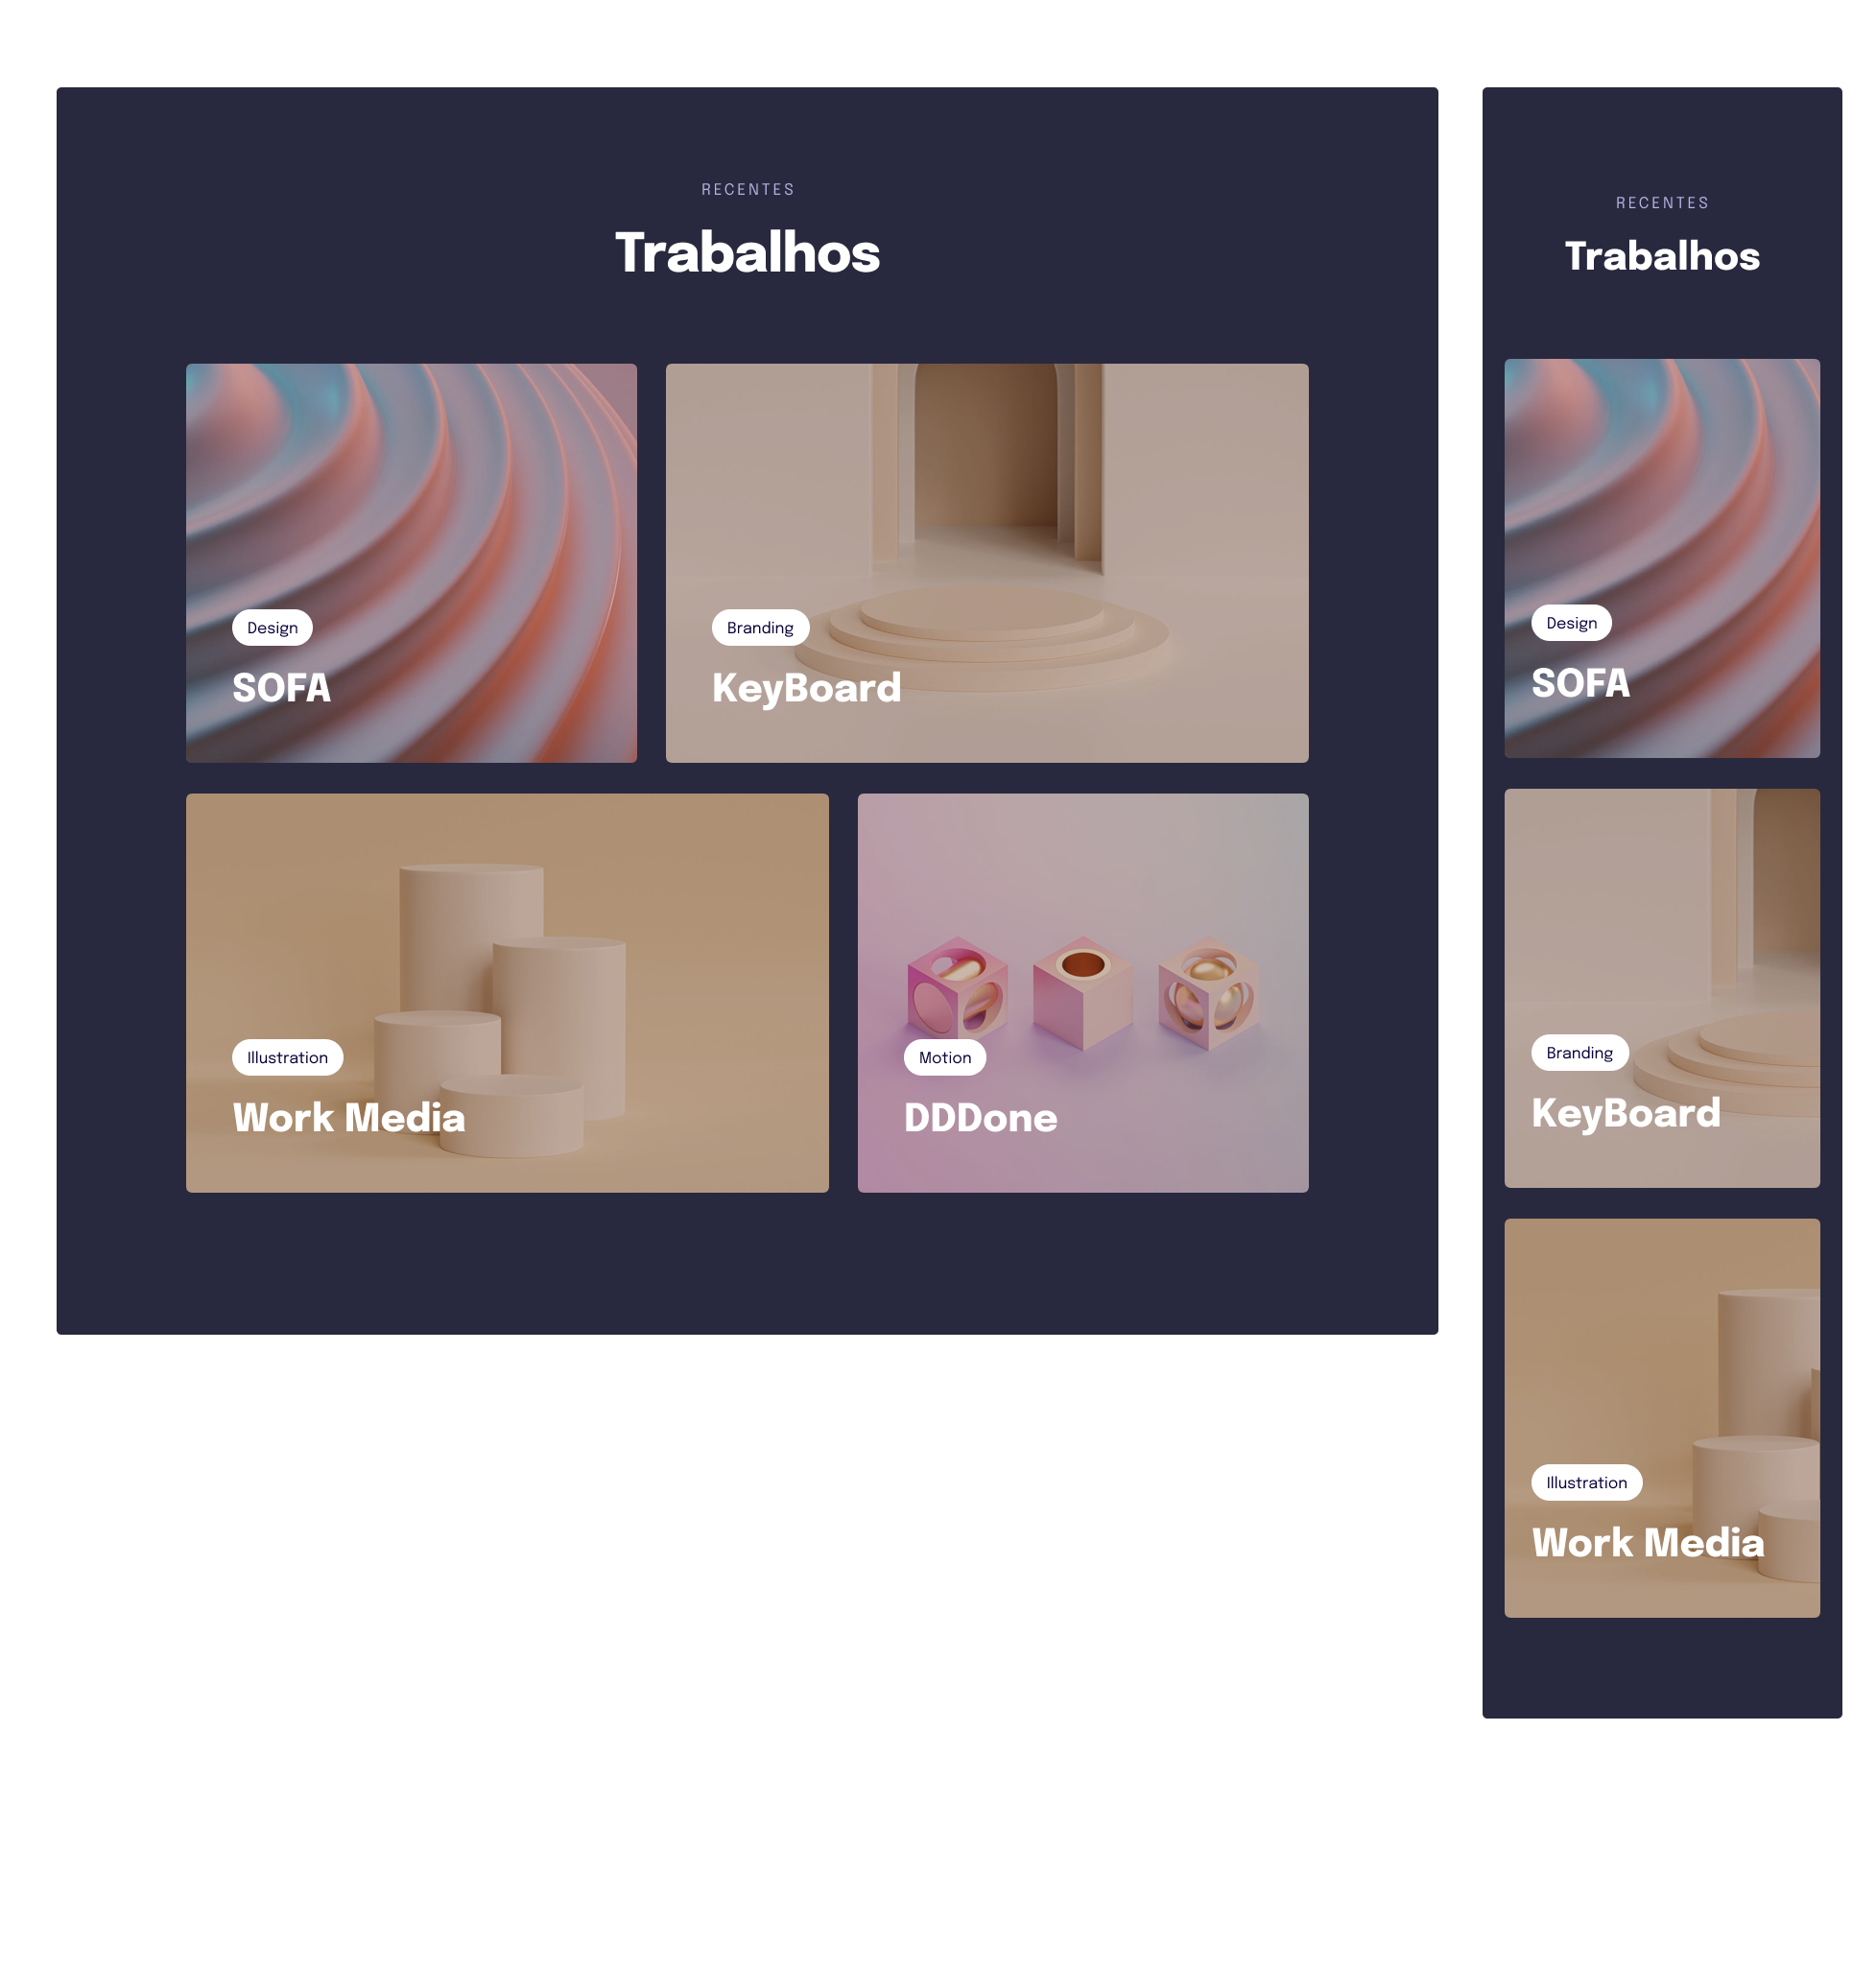 RECENTES
Trabalhos
Design
SOFA
Branding
KeyBoard
Illustration
Work Media
Motion
DDDone
RECENTES
Trabalhos
Design
SOFA
Branding
KeyBoard
Illustration
Work Media